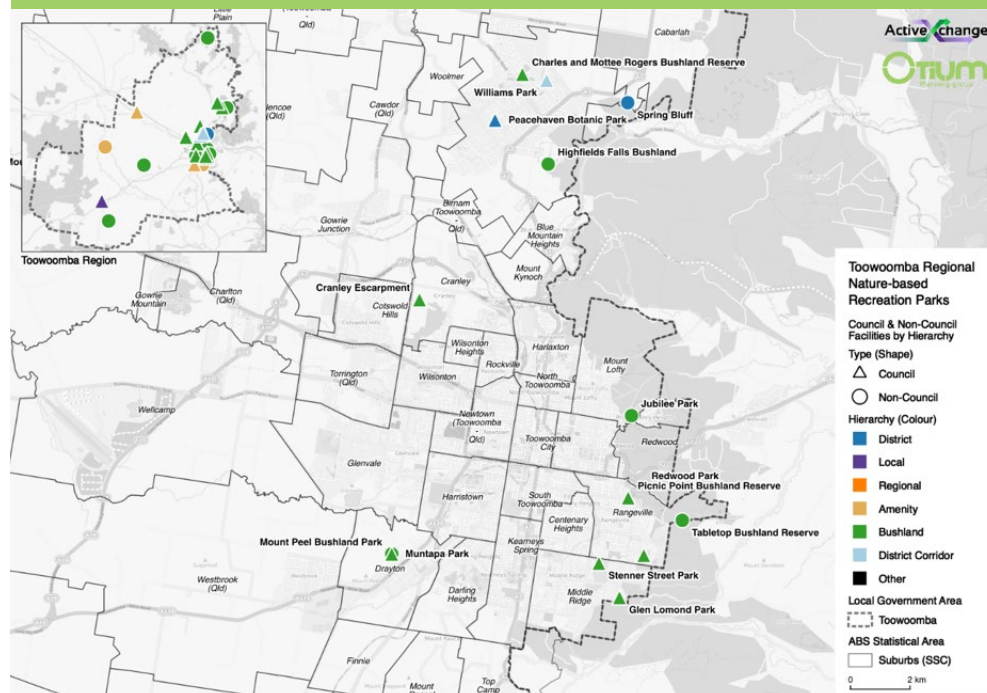 Little
Plain
Cabarlah
ActiveXchange
OTIUM
Planning group
Woolmer
Charles and Mottee Rogers Bushland Reserve
Williams Park
Cawdor (Qld)
Peacehaven Botanic Park
Spring Bluff
Highfields Falls Bushland
Toowoomba Region
Gowrie
Junction
Birnam
(Toowoomba
-
Qld)
Blue
Mountain
Heights
Mount
Kynoch
Cranley Escarpment
Cranley
Charlton (Qld)
Gowrie
Mountain
Cotswold
Hills
Wilsonton
Heights
Harlaxton
Mount
Lofty
Rockville
Torrington
(Qld)
Wilsonton
North
Toowoomba
Wellcamp
Newtown
(Toowoomba
-
Qld)
Toowoomba
City
Jubilee Park
Redwood
Glenvale
Harristown
South
Toowoomba
Redwood Park
Picnic Point Bushland Reserve
Rangeville
Centenary
Heights
Tabletop Bushland Reserve
Kearneys
Spring
Mount Peel Bushland Park
Muntapa Park
Drayton
Stenner Street Park
Westbrook
(Qld)
Darling
Heights
Middle
Ridge
Glen Lomond Park
Finnie
Mount
Top
Camp
Toowoomba Regional
Nature-based
Recreation Parks
Council & Non-Council
Facilities by Hierarchy
Type (Shape)
Council
Non-Council
Hierarchy (Colour)
District
Local
Regional
Amenity
Bushland
District Corridor
Other
Local Government Area
Toowoomba
ABS Statistical Area
Suburbs (SSC)
0 2 km